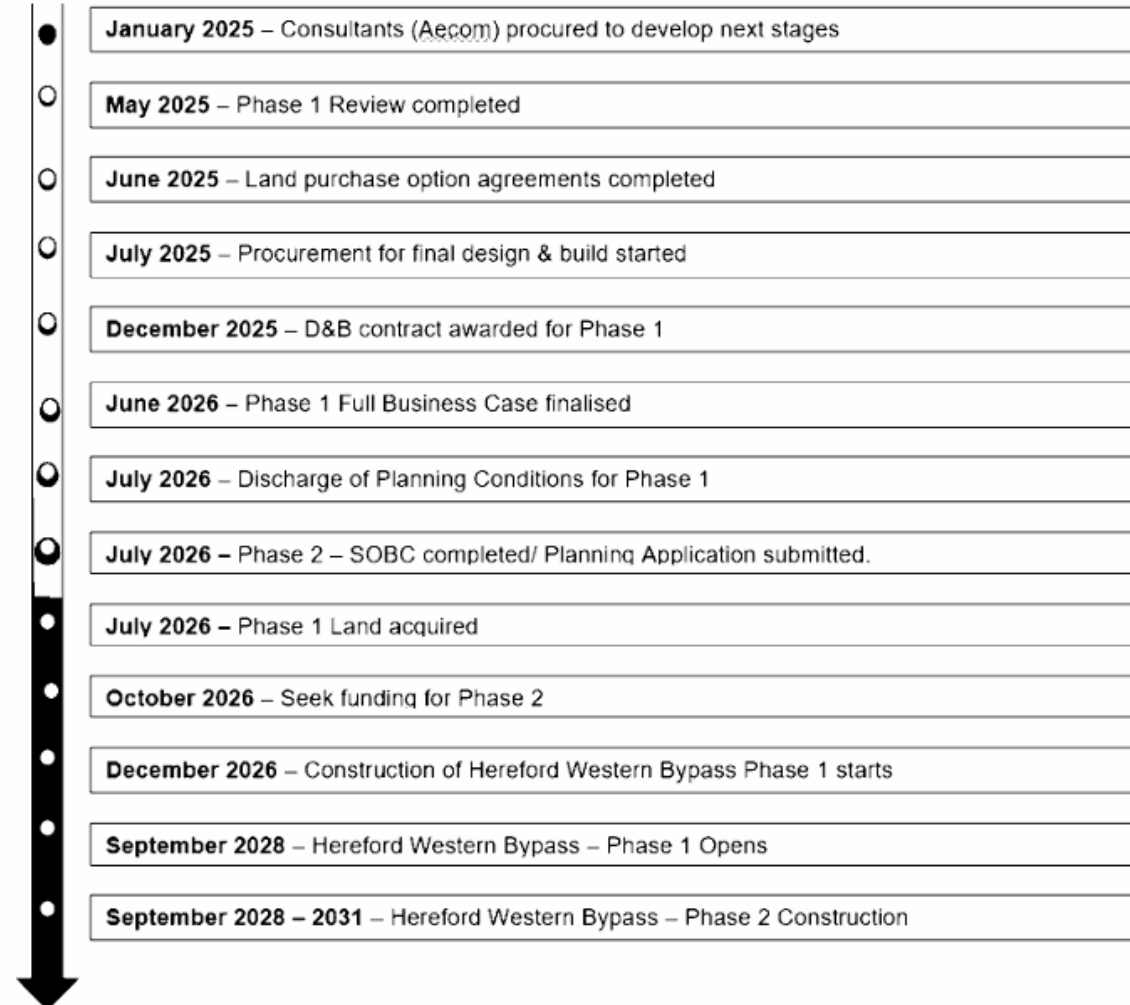 January 2025 – Consultants (Aecom) procured to develop next stages
May 2025 – Phase 1 Review completed
June 2025 – Land purchase option agreements completed
July 2025 – Procurement for final design & build started
December 2025 – D&B contract awarded for Phase 1
June 2026 – Phase 1 Full Business Case finalised
July 2026 – Discharge of Planning Conditions for Phase 1
July 2026 – Phase 2 – SOBC completed/ Planning Application submitted.
July 2026 – Phase 1 Land acquired
October 2026 – Seek funding for Phase 2
December 2026 – Construction of Hereford Western Bypass Phase 1 starts
September 2028 – Hereford Western Bypass – Phase 1 Opens
September 2028 – 2031 – Hereford Western Bypass – Phase 2 Construction